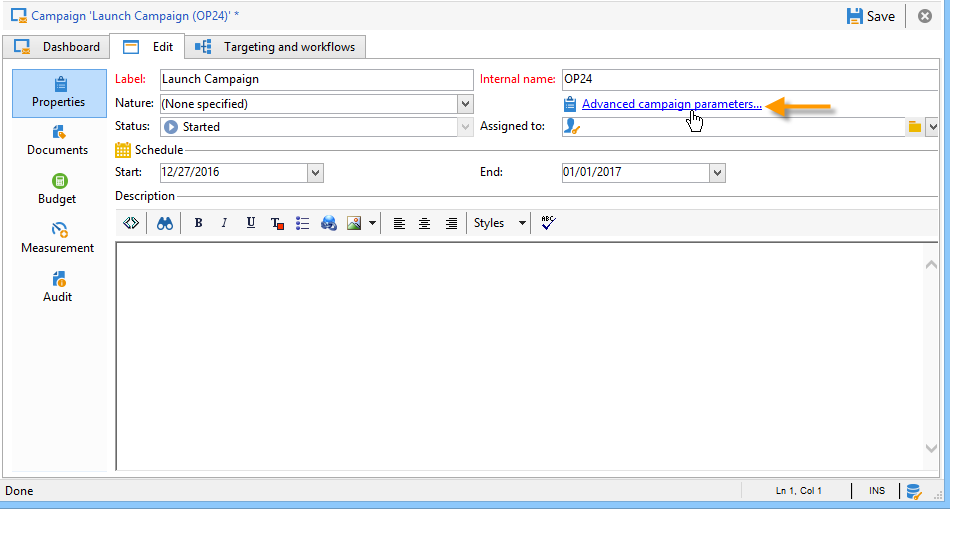 Campaign 'Launch Campaign (OP24)' *
Save
Dashboard
Edit
Targeting and workflows
Properties
Documents
Budget
Measurement
Audit
Label: Launch Campaign
Internal name: OP24
Nature: (None specified)
Advanced campaign parameters...
Status: Started
Assigned to:
Schedule
Start: 12/27/2016
End: 01/01/2017
Description
B I U T Styles ABC
Done
Ln 1, Col 1
INS